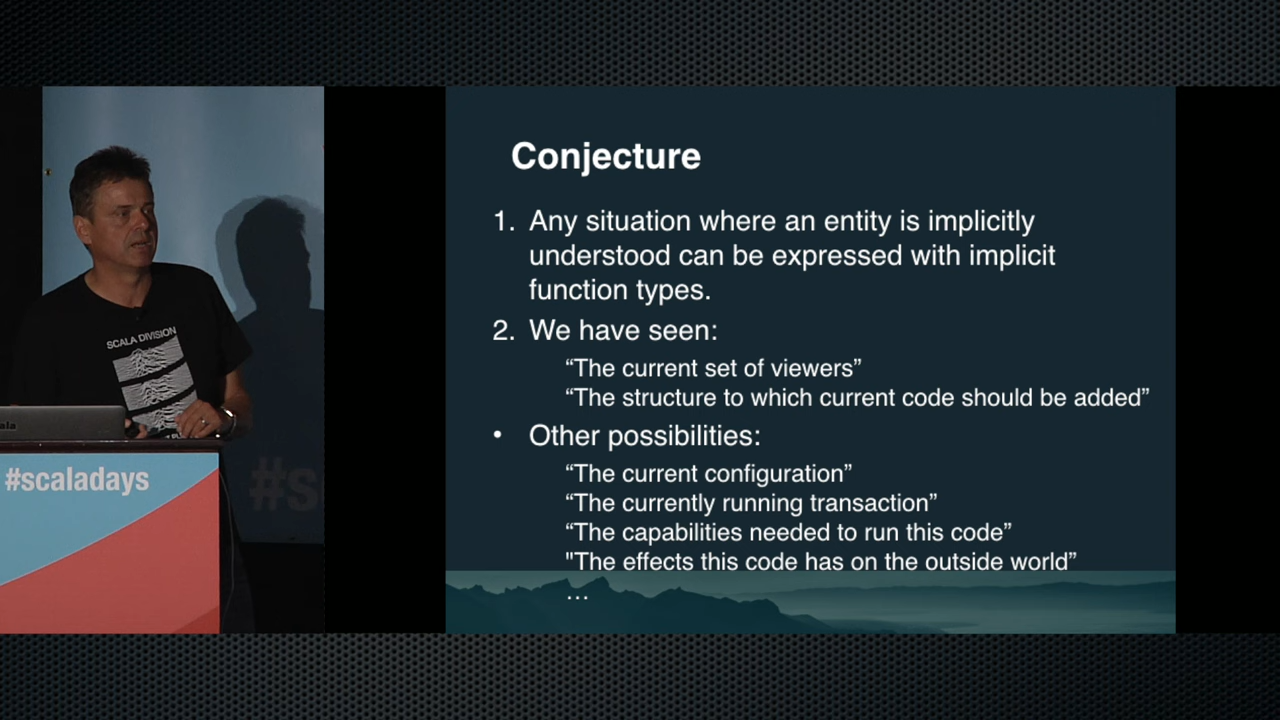 Conjecture
1. Any situation where an entity is implicitly
understood can be expressed with implicit
function types.
2. We have seen:
“The current set of viewers”
“The structure to which current code should be added”
• Other possibilities:
“The current configuration”
“The currently running transaction”
“The capabilities needed to run this code”
"The effects this code has on the outside world”
…
SCALA DIVISION
ala
#scaladays
#s